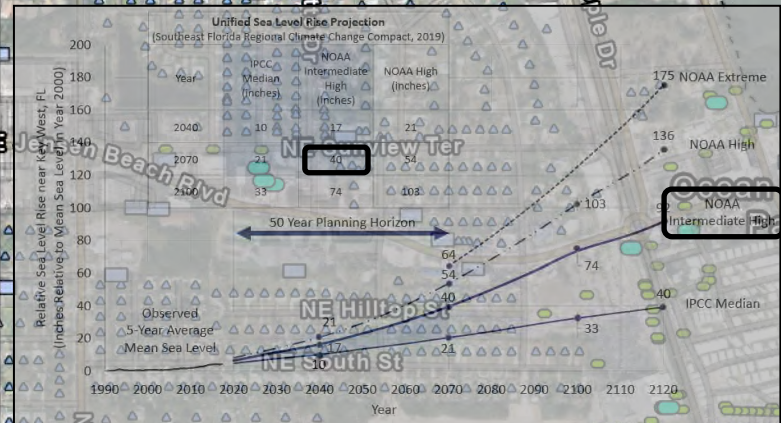 Unified Sea Level Rise Projection
(Southeast Florida Regional Climate Change Compact, 2019)
Year
IPCC Median (inches)
NOAA Intermediate High (inches)
NOAA High (inches)
2040 10 17 21
2070 21 40 54
2100 33 74 103
Relative Sea Level Rise near Key West, FL
(Inches Relative to Mean Sea Level in Year 2000)
200
180
160
140
120
100
80
60
40
20
0
50 Year Planning Horizon
Observed
5-Year Average
Mean Sea Level
175 NOAA Extreme
136
NOAA High
103
NOAA
Intermediate High
74
64
54
40
40
IPCC Median
33
21
21
17
10
1990 2000 2010 2020 2030 2040 2050 2060 2070 2080 2090 2100 2110 2120
Year
Beach Blvd
Ter
NE Hilltop St
NE South St
Dr
Ocean